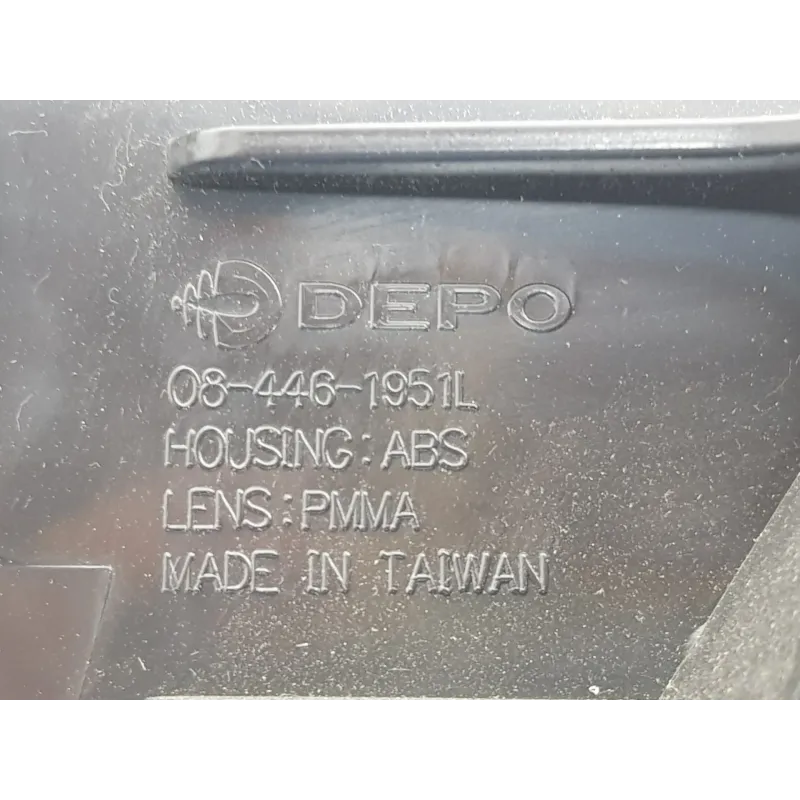 DEPO
08-446-1951L
HOUSING:ABS
LENS:PMMA
MADE IN TAIWAN